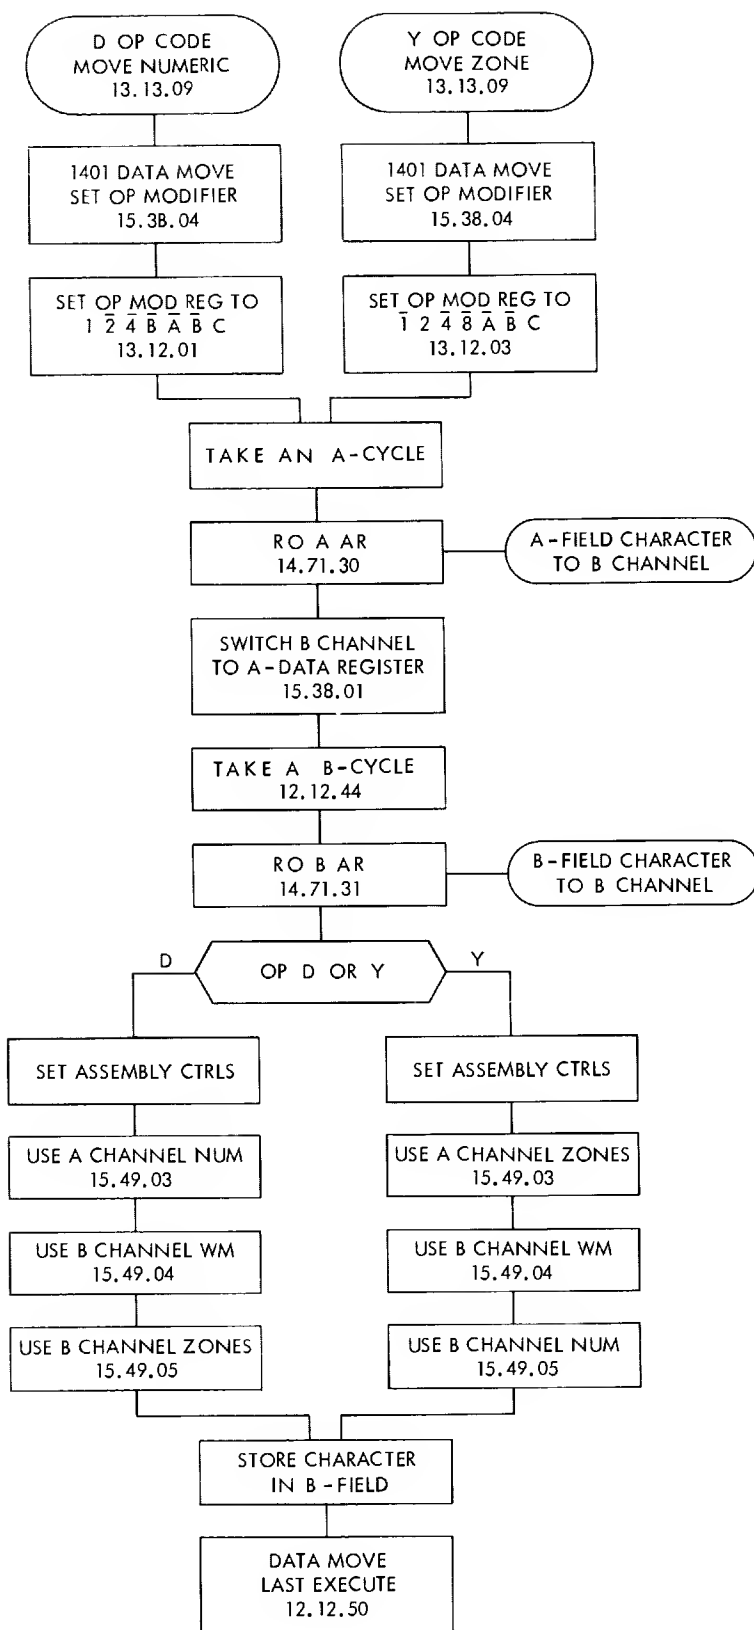 D OP CODE
MOVE NUMERIC
13.13.09
Y OP CODE
MOVE ZONE
13.13.09
1401 DATA MOVE
SET OP MODIFIER
15.3B.04
1401 DATA MOVE
SET OP MODIFIER
15.38.04
SET OP MOD REG TO
1 2̅ 4̅ B̅ A̅ B̅ C
13.12.01
SET OP MOD REG TO
1̅ 2 4̅ 8̅ A̅ B̅ C
13.12.03
TAKE AN A-CYCLE
RO A AR
14.71.30
A-FIELD CHARACTER
TO B CHANNEL
SWITCH B CHANNEL
TO A-DATA REGISTER
15.38.01
TAKE A B-CYCLE
12.12.44
RO B AR
14.71.31
B-FIELD CHARACTER
TO B CHANNEL
D
OP D OR Y
Y
SET ASSEMBLY CTRLS
SET ASSEMBLY CTRLS
USE A CHANNEL NUM
15.49.03
USE A CHANNEL ZONES
15.49.03
USE B CHANNEL WM
15.49.04
USE B CHANNEL WM
15.49.04
USE B CHANNEL ZONES
15.49.05
USE B CHANNEL NUM
15.49.05
STORE CHARACTER
IN B-FIELD
DATA MOVE
LAST EXECUTE
12.12.50